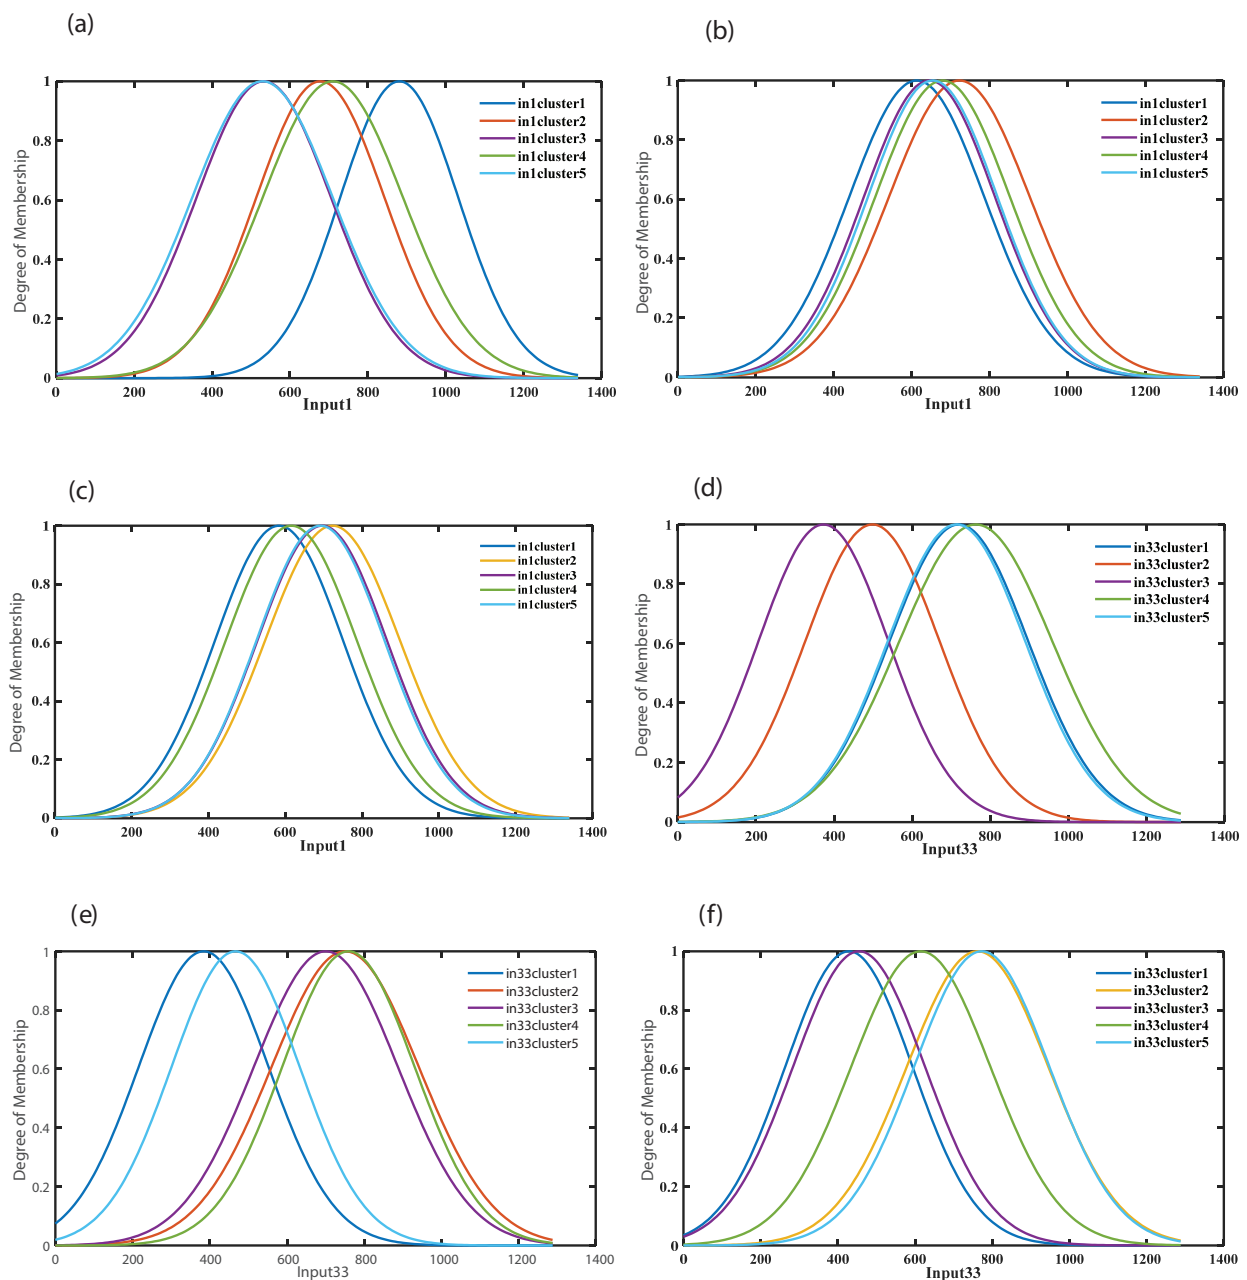 (a)
1
0.8
0.6
0.4
0.2
0
Degree of Membership
in1cluster1
in1cluster2
in1cluster3
in1cluster4
in1cluster5
0 200 400 600 800 1000 1200 1400
Input1
(b)
1
0.8
0.6
0.4
0.2
0
Degree of Membership
in1cluster1
in1cluster2
in1cluster3
in1cluster4
in1cluster5
0 200 400 600 800 1000 1200 1400
Input1
(c)
1
0.8
0.6
0.4
0.2
0
Degree of Membership
in1cluster1
in1cluster2
in1cluster3
in1cluster4
in1cluster5
0 200 400 600 800 1000 1200 1400
Input1
(d)
1
0.8
0.6
0.4
0.2
0
Degree of Membership
in33cluster1
in33cluster2
in33cluster3
in33cluster4
in33cluster5
0 200 400 600 800 1000 1200 1400
Input33
(e)
1
0.8
0.6
0.4
0.2
0
Degree of Membership
in33cluster1
in33cluster2
in33cluster3
in33cluster4
in33cluster5
0 200 400 600 800 1000 1200 1400
Input33
(f)
1
0.8
0.6
0.4
0.2
0
Degree of Membership
in33cluster1
in33cluster2
in33cluster3
in33cluster4
in33cluster5
0 200 400 600 800 1000 1200 1400
Input33